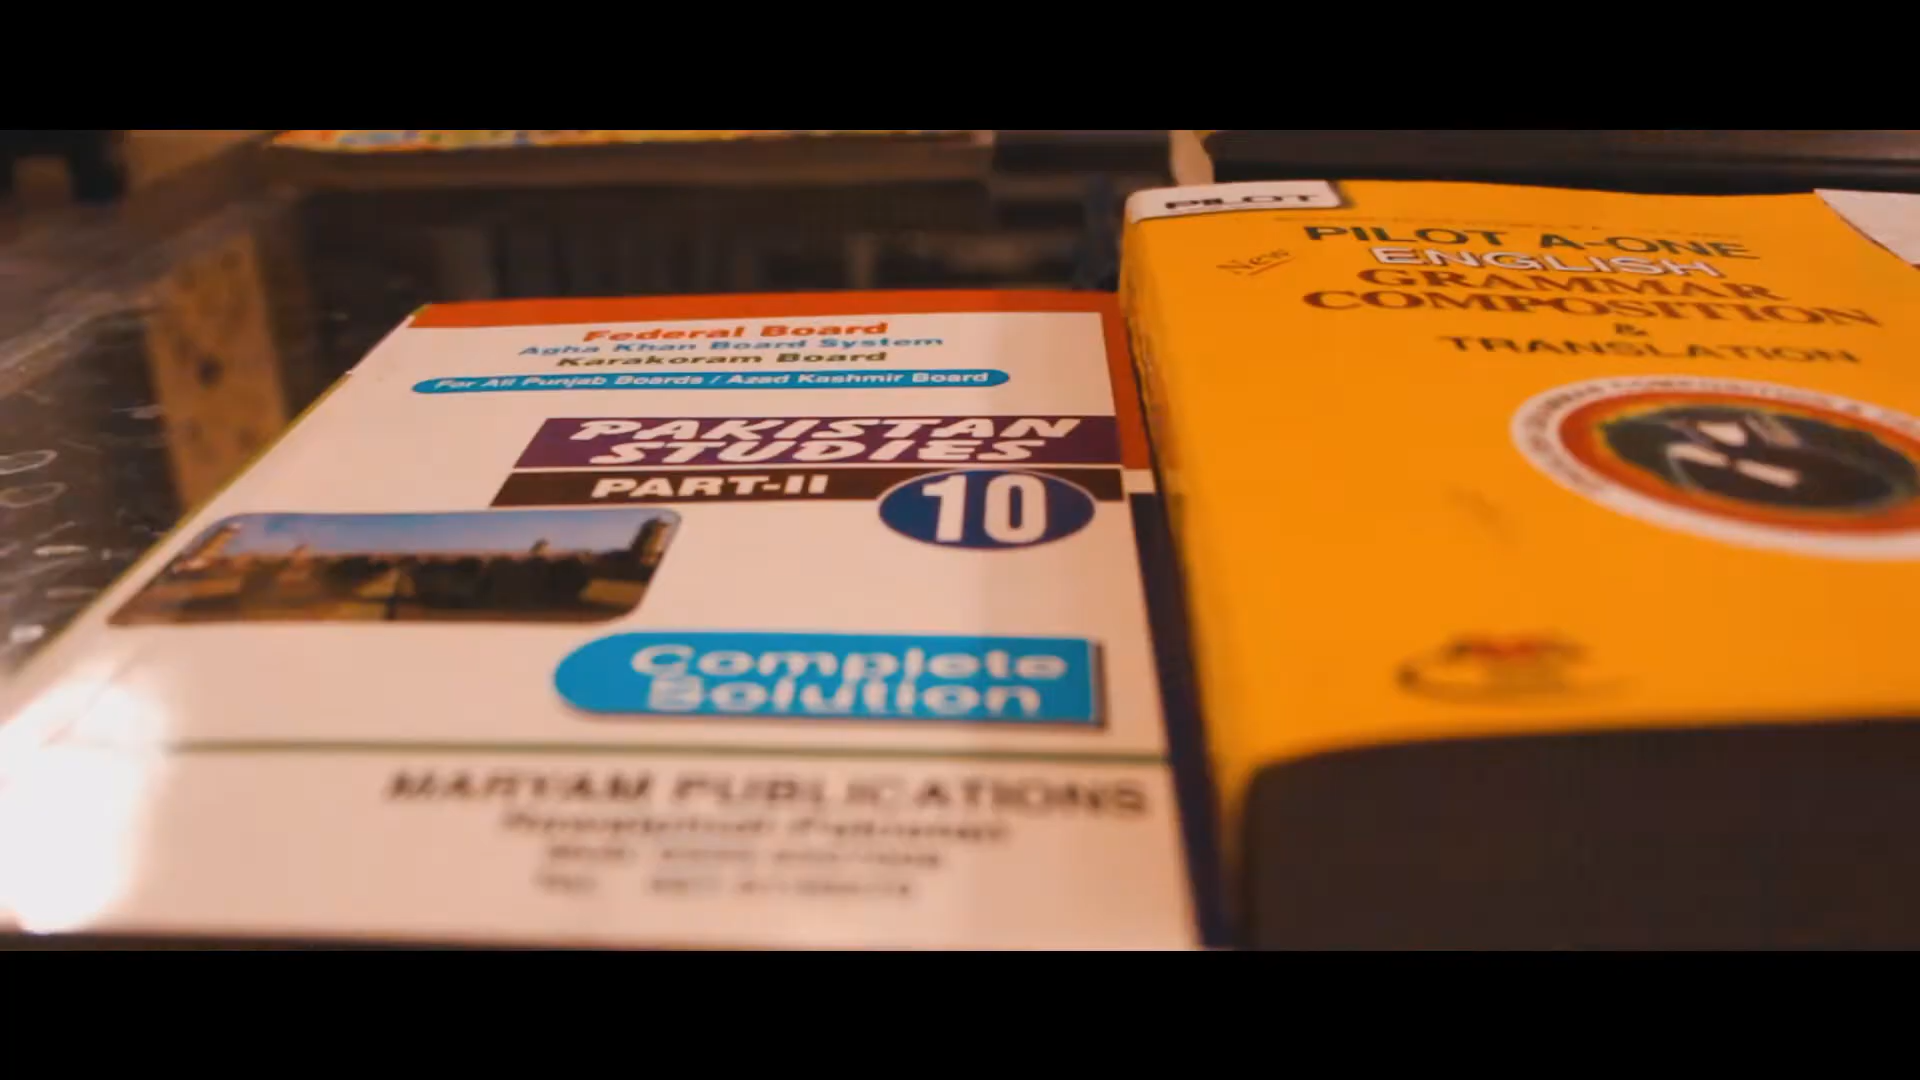 Federal Board
Agha Khan Board System
Karakoram Board
For All Punjab Boards / Azad Kashmir Board
PAKISTAN
STUDIES
PART-II
10
Complete
Solution
MARYAM PUBLICATIONS
PILOT
New
PILOT A-ONE
ENGLISH
GRAMMAR
COMPOSITION
&
TRANSLATION